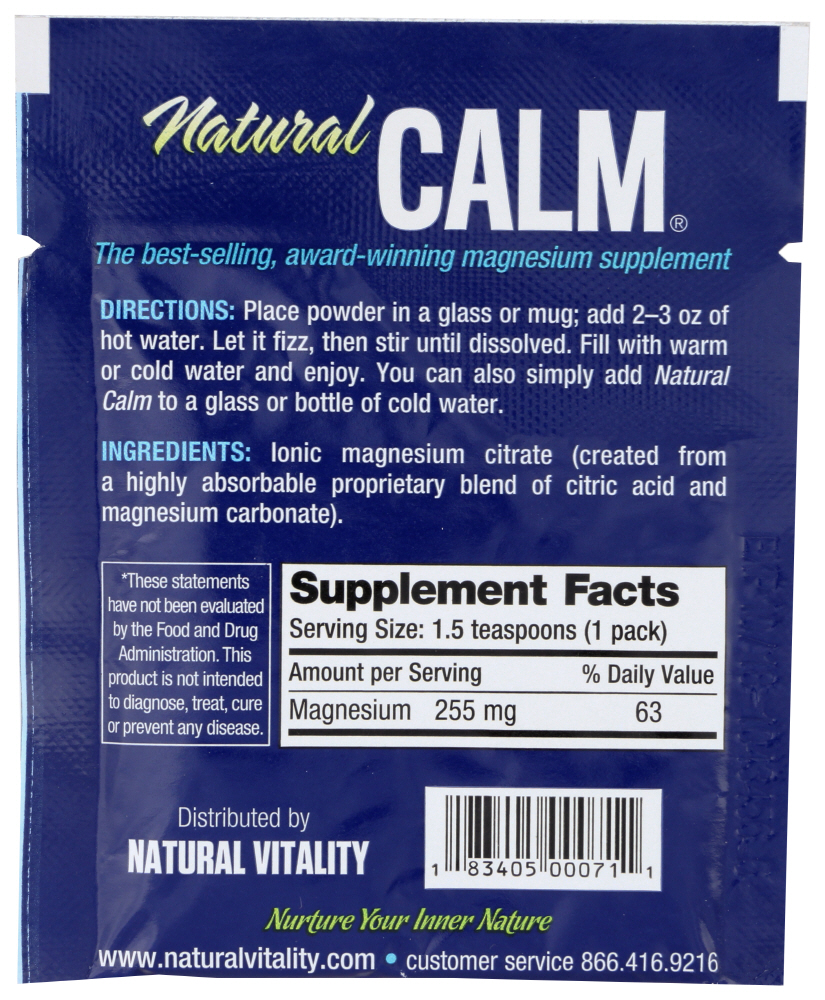 Natural CALM®
The best-selling, award-winning magnesium supplement
DIRECTIONS: Place powder in a glass or mug; add 2–3 oz of
hot water. Let it fizz, then stir until dissolved. Fill with warm
or cold water and enjoy. You can also simply add Natural
Calm to a glass or bottle of cold water.
INGREDIENTS: Ionic magnesium citrate (created from
a highly absorbable proprietary blend of citric acid and
magnesium carbonate).
*These statements
have not been evaluated
by the Food and Drug
Administration. This
product is not intended
to diagnose, treat, cure
or prevent any disease.
Supplement Facts
Serving Size: 1.5 teaspoons (1 pack)
Amount per Serving % Daily Value
Magnesium 255 mg 63
Distributed by
NATURAL VITALITY
1 83405 00071 1
Nurture Your Inner Nature
www.naturalvitality.com • customer service 866.416.9216